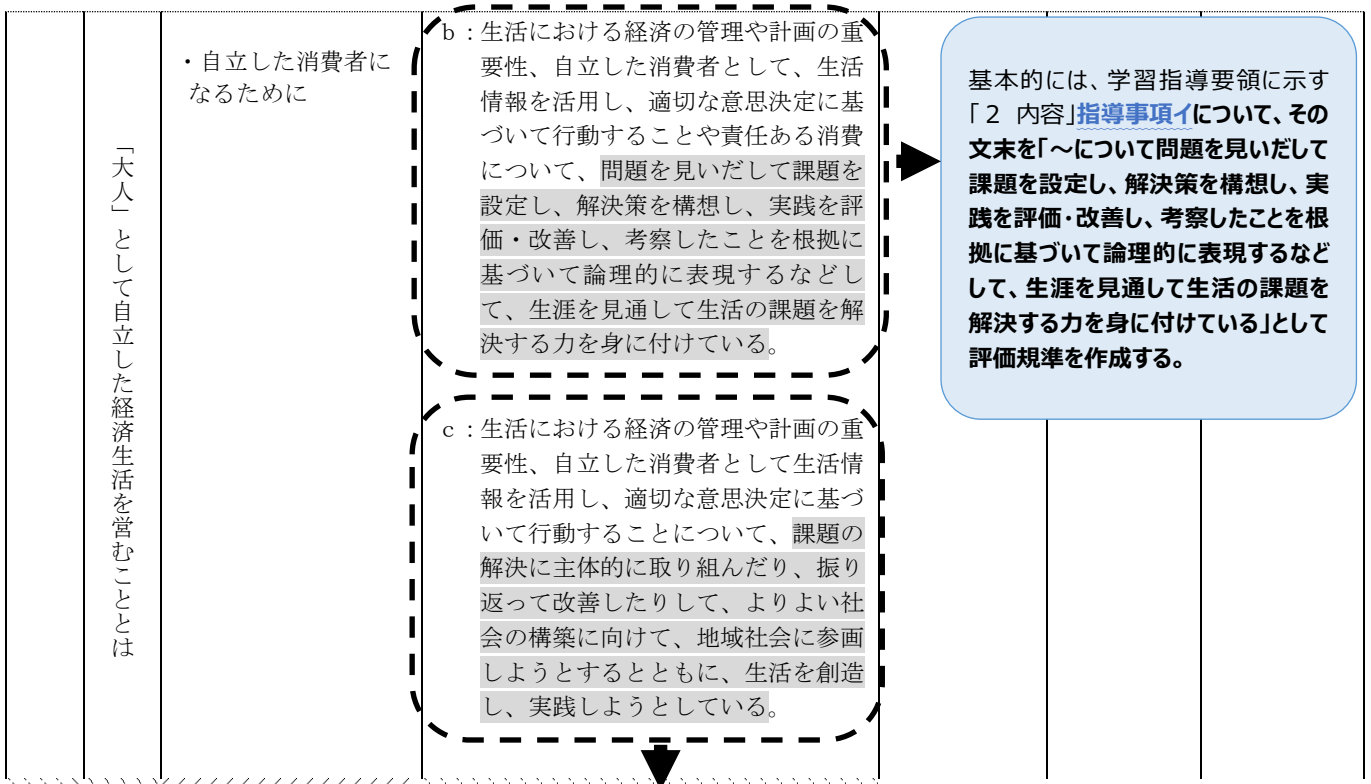 「大人」として自立した経済生活を営むこととは
・自立した消費者に
なるために
b：生活における経済の管理や計画の重
要性、自立した消費者として、生活
情報を活用し、適切な意思決定に基
づいて行動することや責任ある消費
について、問題を見いだして課題を
設定し、解決策を構想し、実践を評
価・改善し、考察したことを根拠に
基づいて論理的に表現するなどし
て、生涯を見通して生活の課題を解
決する力を身に付けている。
c：生活における経済の管理や計画の重
要性、自立した消費者として生活情
報を活用し、適切な意思決定に基づ
いて行動することについて、課題の
解決に主体的に取り組んだり、振り
返って改善したりして、よりよい社
会の構築に向けて、地域社会に参画
しようとするとともに、生活を創造
し、実践しようとしている。
基本的には、学習指導要領に示す
「２　内容」指導事項イについて、その
文末を「～について問題を見いだして
課題を設定し、解決策を構想し、実
践を評価・改善し、考察したことを根
拠に基づいて論理的に表現するなど
して、生涯を見通して生活の課題を
解決する力を身に付けている」として
評価規準を作成する。